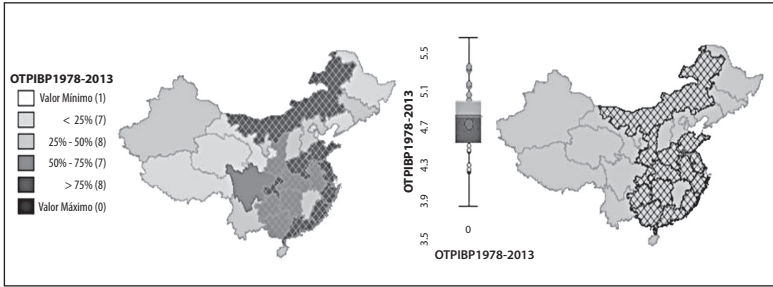 OTPIBP1978-2013
Valor Mínimo (1)
< 25% (7)
25% - 50% (8)
50% - 75% (7)
> 75% (8)
Valor Máximo (0)
OTPIBP1978-2013
5.5
5.1
4.7
4.3
3.9
3.5
0
OTPIBP1978-2013